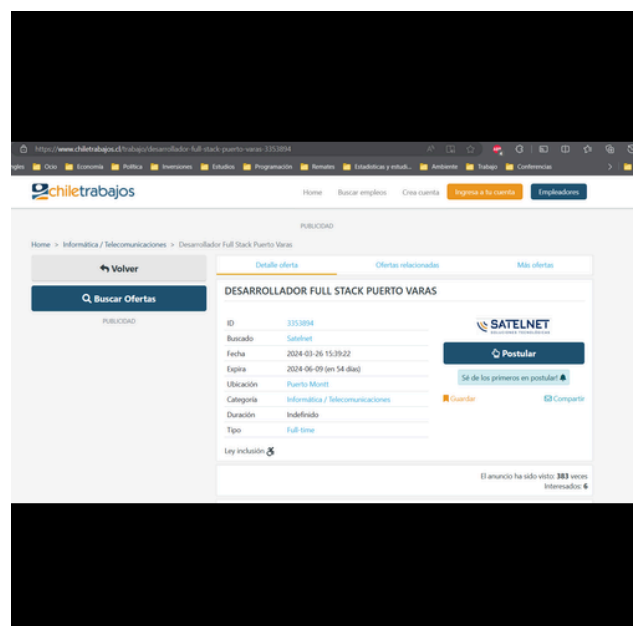 https://www.chiletrabajos.cl/trabajo/desarrollador-full-stack-puerto-varas-3353894
Ocio Economía Política Inversiones Estudios Programación Remates Estadísticas y estudi... Ambiente Trabajo Conferencias
chiletrabajos
Home Buscar empleos Crea cuenta Ingresa a tu cuenta Empleadores
PUBLICIDAD
Home > Informática / Telecomunicaciones > Desarrollador Full Stack Puerto Varas
Volver
Buscar Ofertas
PUBLICIDAD
Detalle oferta Ofertas relacionadas Más ofertas
DESARROLLADOR FULL STACK PUERTO VARAS
ID 3353894
Buscado Satelnet
Fecha 2024-03-26 15:39:22
Expira 2024-06-09 (en 54 días)
Ubicación Puerto Montt
Categoría Informática / Telecomunicaciones
Duración Indefinido
Tipo Full-time
Ley inclusión
SATELNET
SOLUCIONES TECNOLÓGICAS
Postular
Sé de los primeros en postular!
Guardar Compartir
El anuncio ha sido visto: 383 veces
Interesados: 6